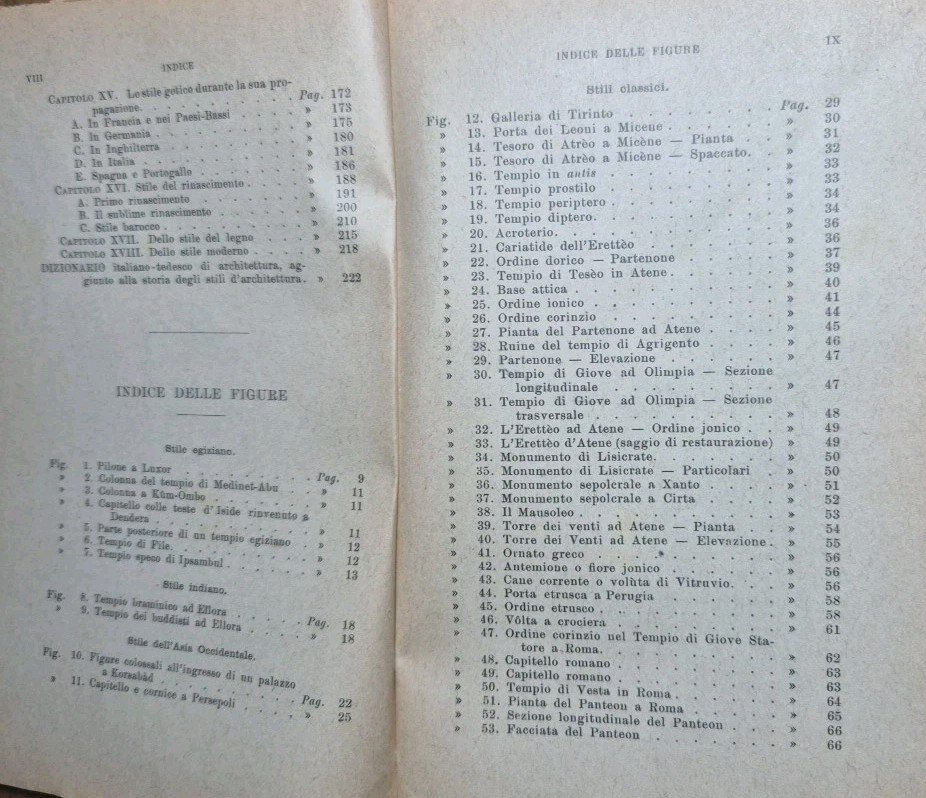 VIII INDICE
CAPITOLO XV. Lo stile gotico durante la sua pro-
pagazione. . . . . . . . . Pag. 172
A. In Francia e nei Paesi-Bassi . . . . » 173
B. In Germania . . . . . . . . » 175
C. In Inghilterra . . . . . . . . » 180
D. In Italia . . . . . . . . . » 181
E. Spagna e Portogallo . . . . . . » 186
CAPITOLO XVI. Stile del rinascimento . . . . » 188
A. Primo rinascimento . . . . . . » 191
B. Il sublime rinascimento . . . . . » 200
C. Stile barocco . . . . . . . . » 210
CAPITOLO XVII. Dello stile del legno . . . . » 215
CAPITOLO XVIII. Dello stile moderno . . . . » 218
DIZIONARIO italiano-tedesco di architettura, ag-
giunto alla storia degli stili d'architettura. » 222
INDICE DELLE FIGURE
Stile egiziano.
Fig. 1. Pilone a Luxor . . . . . . . Pag. 9
» 2. Colonna del tempio di Medinet-Abu . . » 11
» 3. Colonna a Kûm-Ombo . . . . . . » 11
» 4. Capitello colle teste d'Iside rinvenuto a
Dendera . . . . . . . . . » 11
» 5. Parte posteriore di un tempio egiziano . » 12
» 6. Tempio di File. . . . . . . . » 12
» 7. Tempio speco di Ipsambul . . . . . » 13
Stile indiano.
Fig. 8. Tempio braminico ad Ellora . . . . Pag. 18
» 9. Tempio dei buddisti ad Ellora . . . . » 18
Stile dell'Asia Occidentale.
Fig. 10. Figure colossali all'ingresso di un palazzo
a Korsabàd . . . . . . . . Pag. 22
» 11. Capitello e cornice a Persepoli . . . . » 25
INDICE DELLE FIGURE IX
Stili classici.
Fig. 12. Galleria di Tirinto . . . . . . Pag. 29
» 13. Porta dei Leoni a Micène . . . . . » 30
» 14. Tesoro di Atrèo a Micène — Pianta . . » 31
» 15. Tesoro di Atrèo a Micène — Spaccato. . » 32
» 16. Tempio in antis . . . . . . . » 33
» 17. Tempio prostilo . . . . . . . » 33
» 18. Tempio periptero . . . . . . . » 34
» 19. Tempio diptero. . . . . . . . » 34
» 20. Acroterio. . . . . . . . . » 36
» 21. Cariatide dell'Erettèo . . . . . . » 36
» 22. Ordine dorico — Partenone . . . . . » 37
» 23. Tempio di Tesèo in Atene. . . . . . » 39
» 24. Base attica . . . . . . . . » 40
» 25. Ordine ionico . . . . . . . . » 41
» 26. Ordine corinzio . . . . . . . » 44
» 27. Pianta del Partenone ad Atene . . . . » 45
» 28. Ruine del tempio di Agrigento . . . . » 46
» 29. Partenone — Elevazione . . . . . . » 47
» 30. Tempio di Giove ad Olimpia — Sezione
longitudinale . . . . . . . . » 47
» 31. Tempio di Giove ad Olimpia — Sezione
trasversale . . . . . . . . » 48
» 32. L'Erettèo ad Atene — Ordine jonico . . » 49
» 33. L'Erettèo d'Atene (saggio di restaurazione) » 49
» 34. Monumento di Lisicrate. . . . . . » 50
» 35. Monumento di Lisicrate — Particolari . » 50
» 36. Monumento sepolcrale a Xanto . . . . » 51
» 37. Monumento sepolcrale a Cirta . . . . » 52
» 38. Il Mausoleo . . . . . . . . » 53
» 39. Torre dei venti ad Atene — Pianta . . » 54
» 40. Torre dei Venti ad Atene — Elevazione . » 55
» 41. Ornato greco . . . . . . . . » 56
» 42. Antemione o fiore jonico . . . . . » 56
» 43. Cane corrente o volùta di Vitruvio. . . » 56
» 44. Porta etrusca a Perugia . . . . . » 58
» 45. Ordine etrusco . . . . . . . . » 58
» 46. Vôlta a crociera . . . . . . . » 61
» 47. Ordine corinzio nel Tempio di Giove Sta-
tore a Roma. . . . . . . . . » 62
» 48. Capitello romano . . . . . . . » 63
» 49. Capitello romano . . . . . . . » 63
» 50. Tempio di Vesta in Roma . . . . . » 64
» 51. Pianta del Panteon a Roma . . . . . » 65
» 52. Sezione longitudinale del Panteon . . . » 66
» 53. Facciata del Panteon . . . . . . » 66